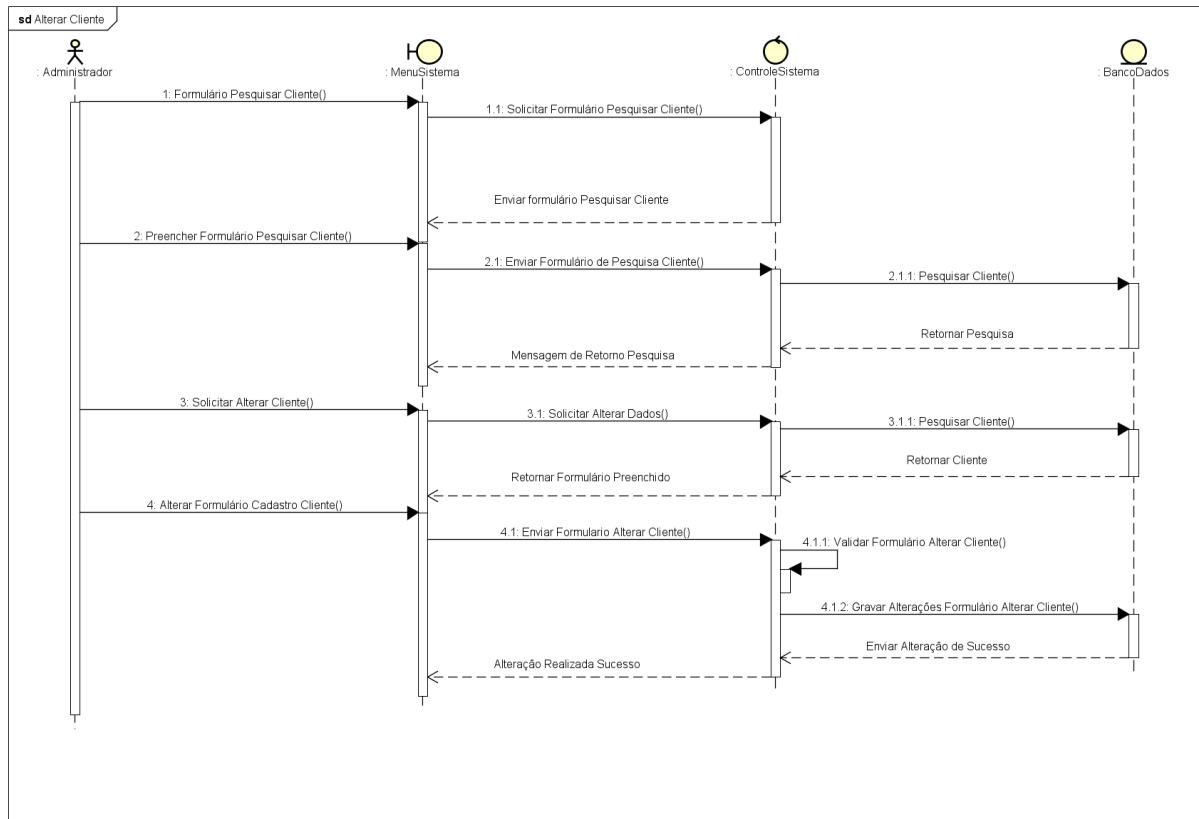 sd Alterar Cliente
: Administrador
: MenuSistema
: ControleSistema
: BancoDados
1: Formulário Pesquisar Cliente()
1.1: Solicitar Formulário Pesquisar Cliente()
Enviar formulário Pesquisar Cliente
2: Preencher Formulário Pesquisar Cliente()
2.1: Enviar Formulário de Pesquisa Cliente()
2.1.1: Pesquisar Cliente()
Retornar Pesquisa
Mensagem de Retorno Pesquisa
3: Solicitar Alterar Cliente()
3.1: Solicitar Alterar Dados()
3.1.1: Pesquisar Cliente()
Retornar Cliente
Retornar Formulário Preenchido
4: Alterar Formulário Cadastro Cliente()
4.1: Enviar Formulario Alterar Cliente()
4.1.1: Validar Formulário Alterar Cliente()
4.1.2: Gravar Alterações Formulário Alterar Cliente()
Enviar Alteração de Sucesso
Alteração Realizada Sucesso